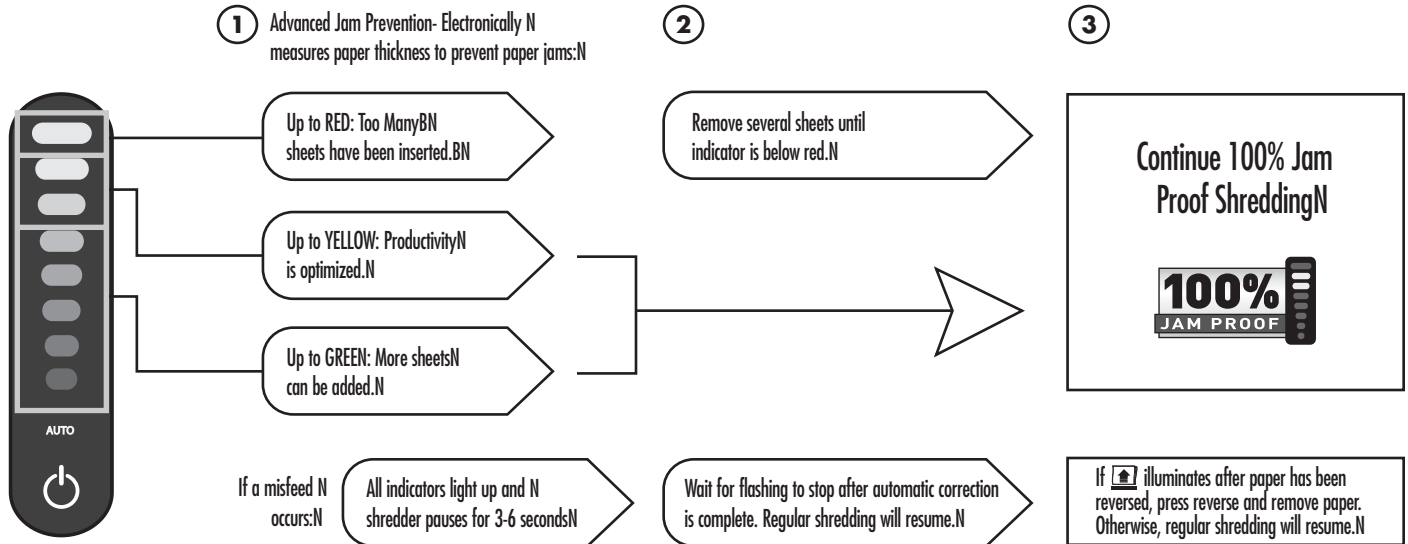 1
Advanced Jam Prevention- Electronically N
measures paper thickness to prevent paper jams:N
2
3
Up to RED: Too ManyBN
sheets have been inserted.BN
Remove several sheets until
indicator is below red.N
Continue 100% Jam
Proof ShreddingN
100%
JAM PROOF
Up to YELLOW: ProductivityN
is optimized.N
Up to GREEN: More sheetsN
can be added.N
AUTO
If a misfeed N
occurs:N
All indicators light up and N
shredder pauses for 3-6 secondsN
Wait for flashing to stop after automatic correction
is complete. Regular shredding will resume.N
If illuminates after paper has been
reversed, press reverse and remove paper.
Otherwise, regular shredding will resume.N